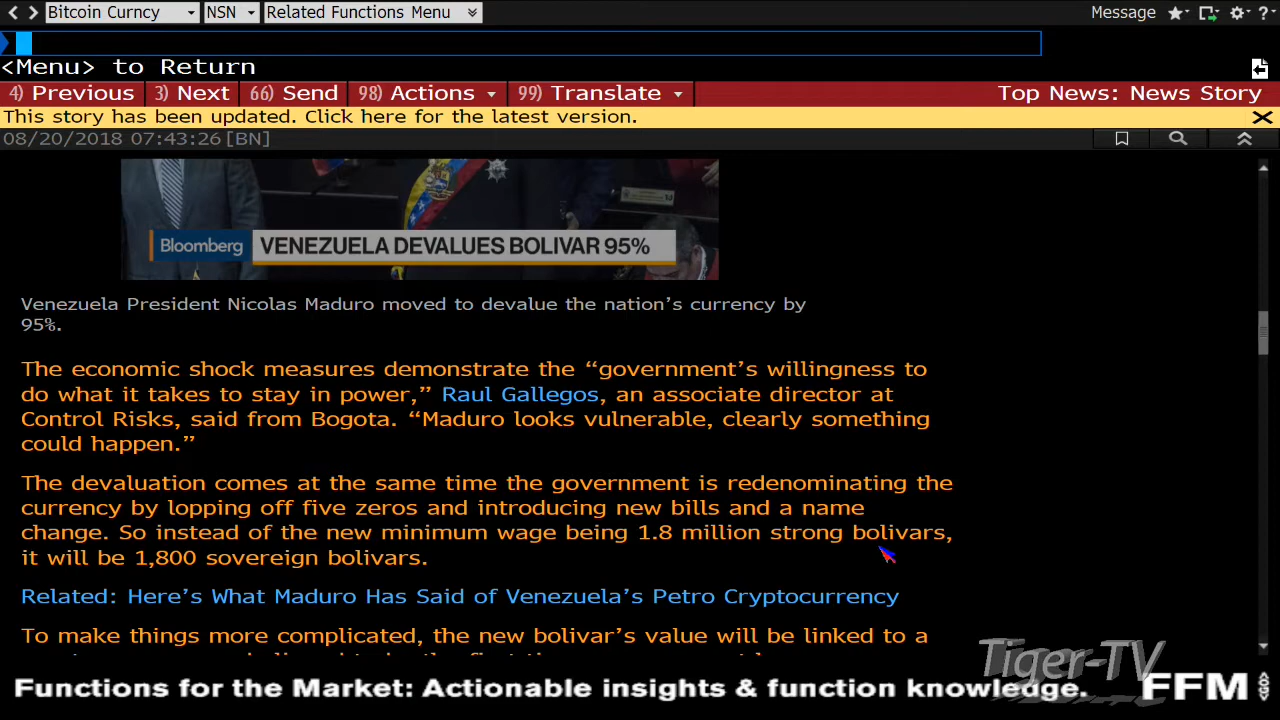 Bitcoin Curncy NSN Related Functions Menu Message
<Menu> to Return
4) Previous 3) Next 66) Send 98) Actions 99) Translate Top News: News Story
This story has been updated. Click here for the latest version.
08/20/2018 07:43:26 [BN]
Bloomberg VENEZUELA DEVALUES BOLIVAR 95%
Venezuela President Nicolas Maduro moved to devalue the nation's currency by
95%.
The economic shock measures demonstrate the “government's willingness to
do what it takes to stay in power,” Raul Gallegos, an associate director at
Control Risks, said from Bogota. “Maduro looks vulnerable, clearly something
could happen.”
The devaluation comes at the same time the government is redenominating the
currency by lopping off five zeros and introducing new bills and a name
change. So instead of the new minimum wage being 1.8 million strong bolivars,
it will be 1,800 sovereign bolivars.
Related: Here's What Maduro Has Said of Venezuela's Petro Cryptocurrency
To make things more complicated, the new bolivar's value will be linked to a
Tiger-TV
Functions for the Market: Actionable insights & function knowledge. FFM